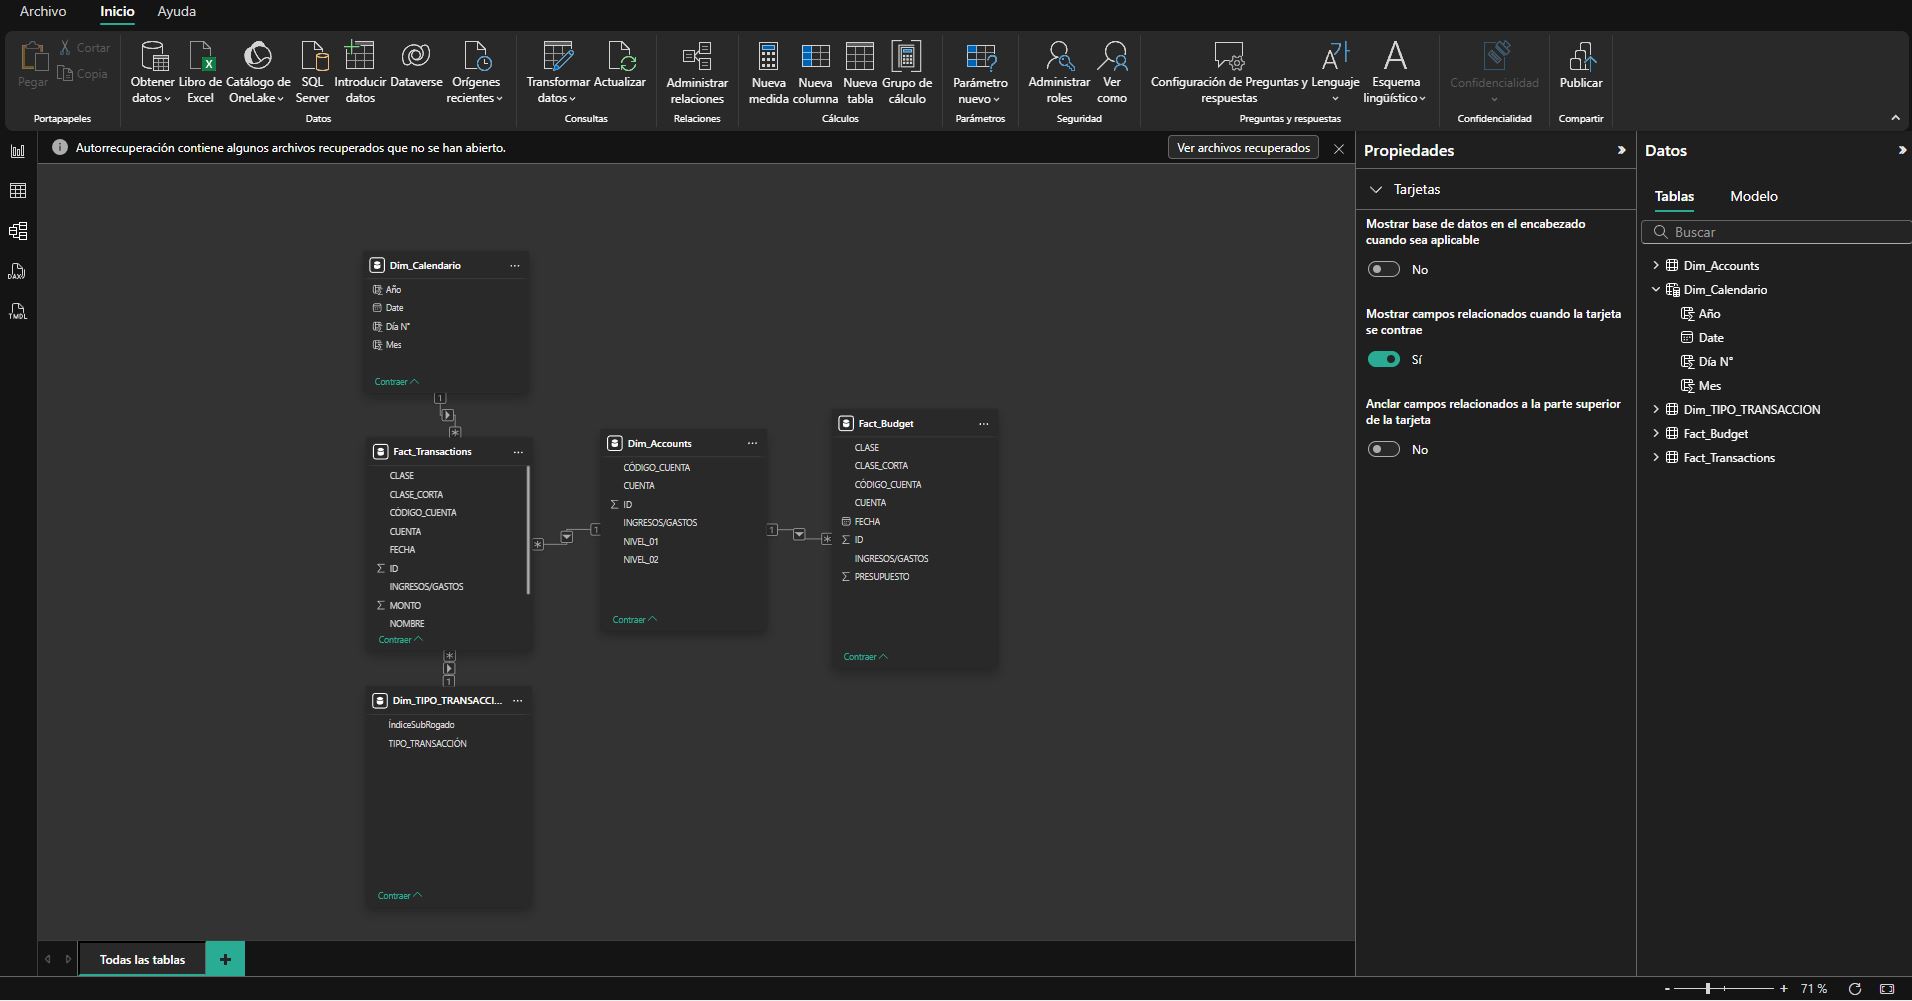 Archivo
Inicio
Ayuda
Pegar
Cortar
Copia
Portapapeles
Obtener datos
Libro de Excel
Catálogo de OneLake
SQL Server
Introducir datos
Dataverse
Orígenes recientes
Datos
Transformar datos
Actualizar
Consultas
Administrar relaciones
Relaciones
Nueva medida
Nueva columna
Nueva tabla
Grupo de cálculo
Cálculos
Parámetro nuevo
Parámetros
Administrar roles
Ver como
Seguridad
Configuración de Preguntas y respuestas
Lenguaje
Esquema lingüístico
Preguntas y respuestas
Confidencialidad
Confidencialidad
Publicar
Compartir
DAX
TMDL
Autorrecuperación contiene algunos archivos recuperados que no se han abierto.
Ver archivos recuperados
Dim_Calendario
Año
Date
Día N°
Mes
Contraer
1
*
Fact_Transactions
CLASE
CLASE_CORTA
CÓDIGO_CUENTA
CUENTA
FECHA
ID
INGRESOS/GASTOS
MONTO
NOMBRE
Contraer
*
1
Dim_TIPO_TRANSACCI...
ÍndiceSubRogado
TIPO_TRANSACCIÓN
Contraer
*
1
Dim_Accounts
CÓDIGO_CUENTA
CUENTA
ID
INGRESOS/GASTOS
NIVEL_01
NIVEL_02
Contraer
1
*
Fact_Budget
CLASE
CLASE_CORTA
CÓDIGO_CUENTA
CUENTA
FECHA
ID
INGRESOS/GASTOS
PRESUPUESTO
Contraer
Propiedades
Tarjetas
Mostrar base de datos en el encabezado
cuando sea aplicable
No
Mostrar campos relacionados cuando la tarjeta
se contrae
Sí
Anclar campos relacionados a la parte superior
de la tarjeta
No
Datos
Tablas
Modelo
Buscar
Dim_Accounts
Dim_Calendario
Año
Date
Día N°
Mes
Dim_TIPO_TRANSACCION
Fact_Budget
Fact_Transactions
Todas las tablas
+
- + 71 %